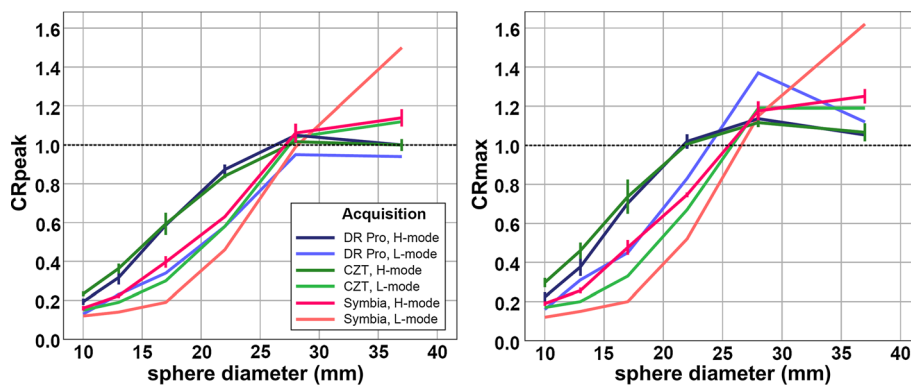 CRpeak
1.6
1.4
1.2
1.0
0.8
0.6
0.4
0.2
0.0
10 15 20 25 30 35 40
sphere diameter (mm)
Acquisition
DR Pro, H-mode
DR Pro, L-mode
CZT, H-mode
CZT, L-mode
Symbia, H-mode
Symbia, L-mode
CRmax
1.6
1.4
1.2
1.0
0.8
0.6
0.4
0.2
0.0
10 15 20 25 30 35 40
sphere diameter (mm)